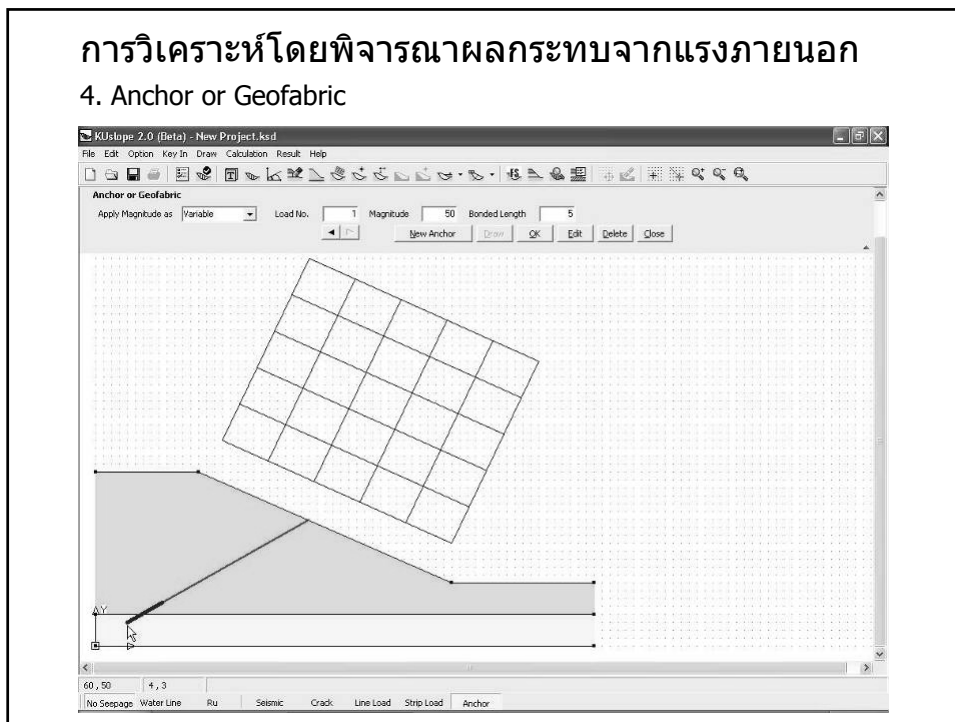 การวิเคราะห์โดยพิจารณาผลกระทบจากแรงภายนอก
4. Anchor or Geofabric
KUslope 2.0 (Beta) - New Project.ksd
File Edit Option Key In Draw Calculation Result Help
Anchor or Geofabric
Apply Magnitude as Variable Load No. 1 Magnitude 50 Bonded Length 5
New Anchor Draw OK Edit Delete Close
Y
60,50 4,3
No Seepage Water Line Ru Seismic Crack Line Load Strip Load Anchor